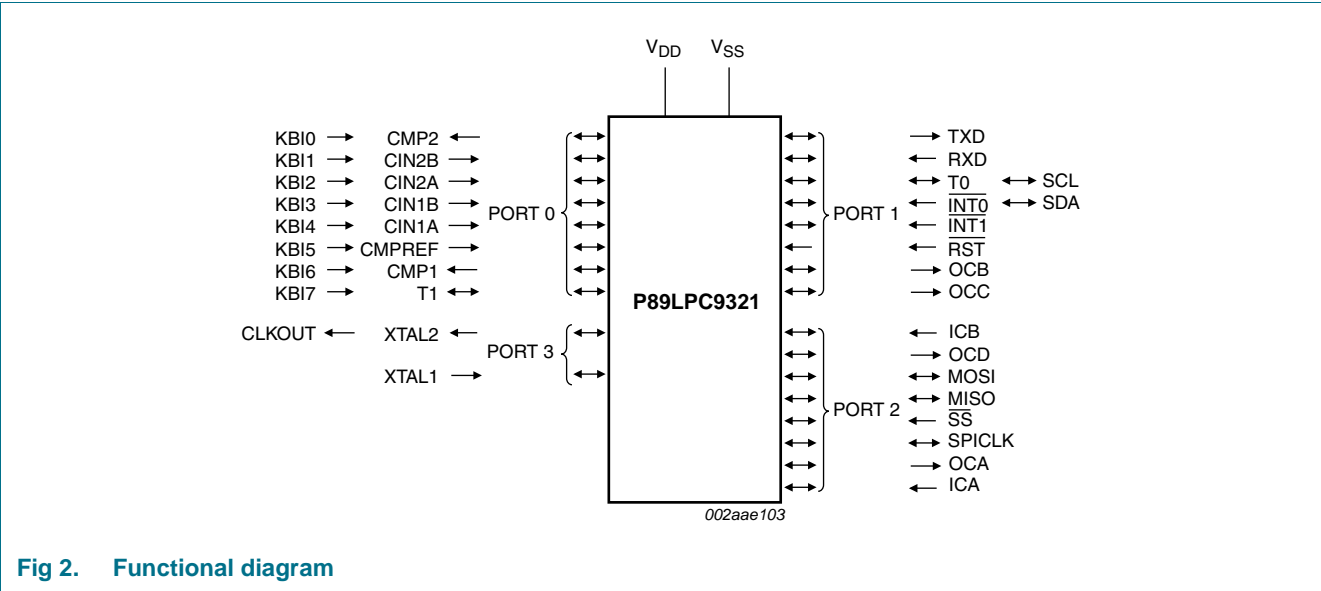 VDD VSS
KBI0 CMP2 TXD
KBI1 CIN2B RXD
KBI2 CIN2A T0 SCL
KBI3 CIN1B PORT 0 PORT 1 INT0 SDA
KBI4 CIN1A INT1
KBI5 CMPREF RST
KBI6 CMP1 OCB
KBI7 T1 P89LPC9321 OCC
CLKOUT XTAL2 ICB
PORT 3 OCD
XTAL1 MOSI
MISO
PORT 2 SS
SPICLK
OCA
ICA
002aae103
Fig 2. Functional diagram